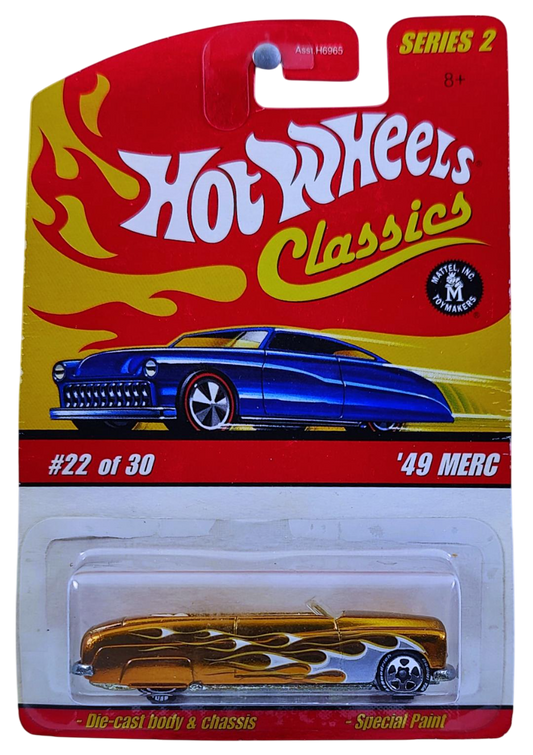 Asst.H6965
SERIES 2
8+
HOT WHEELS
Classics
MATTEL, INC.
M
TOYMAKERS
#22 of 30
'49 MERC
- Die-cast body & chassis
- Special Paint